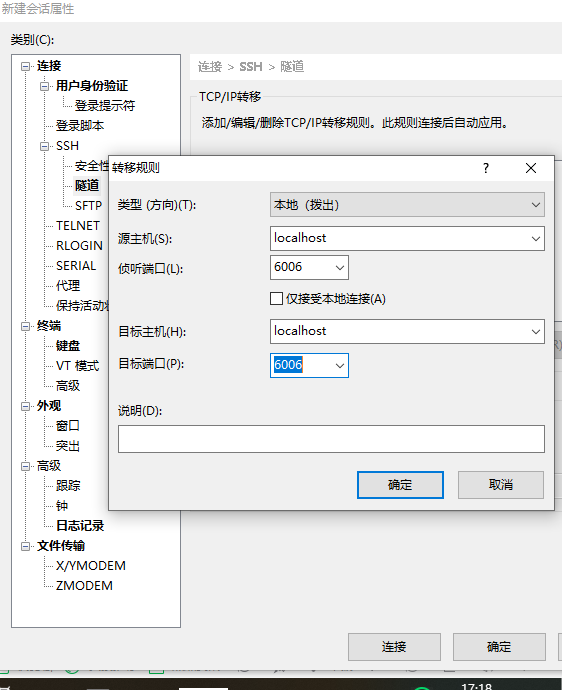 新建会话属性
类别(C):
连接
用户身份验证
登录提示符
登录脚本
SSH
安全性
隧道
SFTP
TELNET
RLOGIN
SERIAL
代理
保持活动状
终端
键盘
VT 模式
高级
外观
窗口
突出
高级
跟踪
钟
日志记录
文件传输
X/YMODEM
ZMODEM
连接 > SSH > 隧道
TCP/IP转移
添加/编辑/删除TCP/IP转移规则。此规则连接后自动应用。
转移规则
?
类型 (方向)(T):
本地（拨出）
源主机(S):
localhost
侦听端口(L):
6006
仅接受本地连接(A)
目标主机(H):
localhost
目标端口(P):
6006
说明(D):
确定
取消
连接
确定
17:18